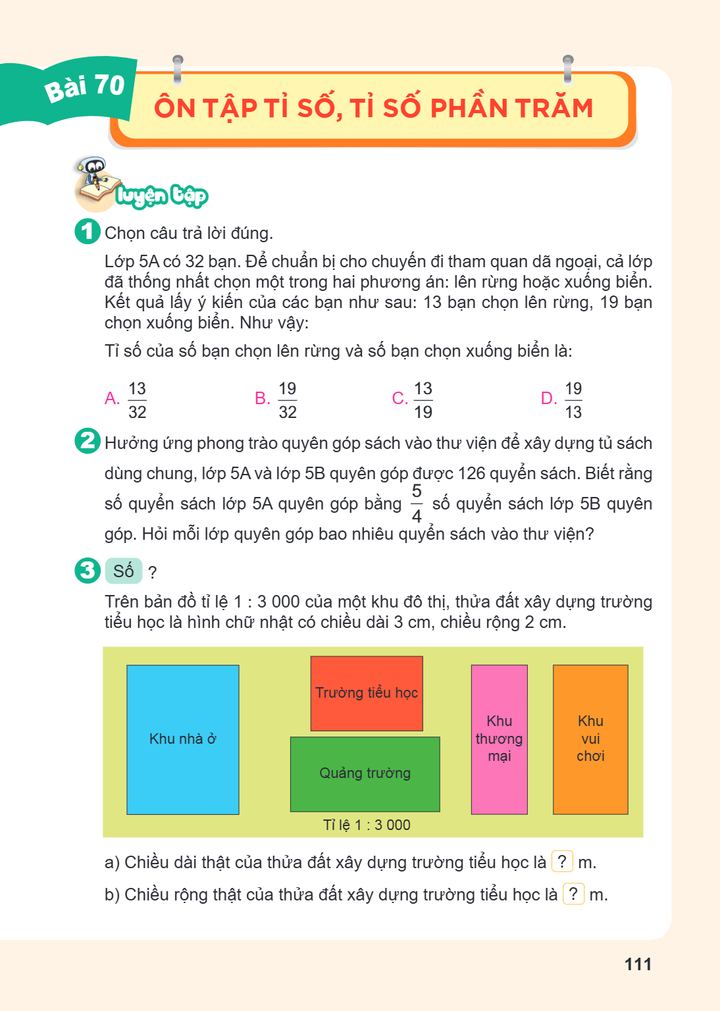 Bài 70
ÔN TẬP TỈ SỐ, TỈ SỐ PHẦN TRĂM
luyện tập
1 Chọn câu trả lời đúng.
Lớp 5A có 32 bạn. Để chuẩn bị cho chuyến đi tham quan dã ngoại, cả lớp
đã thống nhất chọn một trong hai phương án: lên rừng hoặc xuống biển.
Kết quả lấy ý kiến của các bạn như sau: 13 bạn chọn lên rừng, 19 bạn
chọn xuống biển. Như vậy:
Tỉ số của số bạn chọn lên rừng và số bạn chọn xuống biển là:
A. 13/32 B. 19/32 C. 13/19 D. 19/13
2 Hưởng ứng phong trào quyên góp sách vào thư viện để xây dựng tủ sách
dùng chung, lớp 5A và lớp 5B quyên góp được 126 quyển sách. Biết rằng
số quyển sách lớp 5A quyên góp bằng 5/4 số quyển sách lớp 5B quyên
góp. Hỏi mỗi lớp quyên góp bao nhiêu quyển sách vào thư viện?
3 Số ?
Trên bản đồ tỉ lệ 1 : 3 000 của một khu đô thị, thửa đất xây dựng trường
tiểu học là hình chữ nhật có chiều dài 3 cm, chiều rộng 2 cm.
Khu nhà ở
Trường tiểu học
Quảng trường
Khu
thương
mại
Khu
vui
chơi
Tỉ lệ 1 : 3 000
a) Chiều dài thật của thửa đất xây dựng trường tiểu học là ? m.
b) Chiều rộng thật của thửa đất xây dựng trường tiểu học là ? m.
111